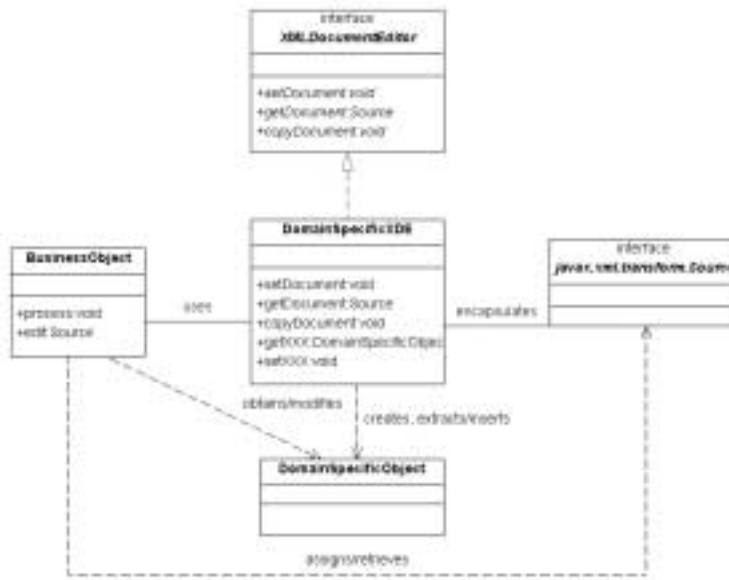 interface
XMLDocumentEditor
+setDocument:void
+getDocument:Source
+copyDocument:void
DomainSpecificXDE
+setDocument:void
+getDocument:Source
+copyDocument:void
+getXXX:DomainSpecificObjec
+setXXX:void
BusinessObject
+process:void
+edit:Source
uses
encapsulates
interface
javax.xml.transform.Source
obtains/modifies
creates, extracts/inserts
DomainSpecificObject
assigns/retrieves